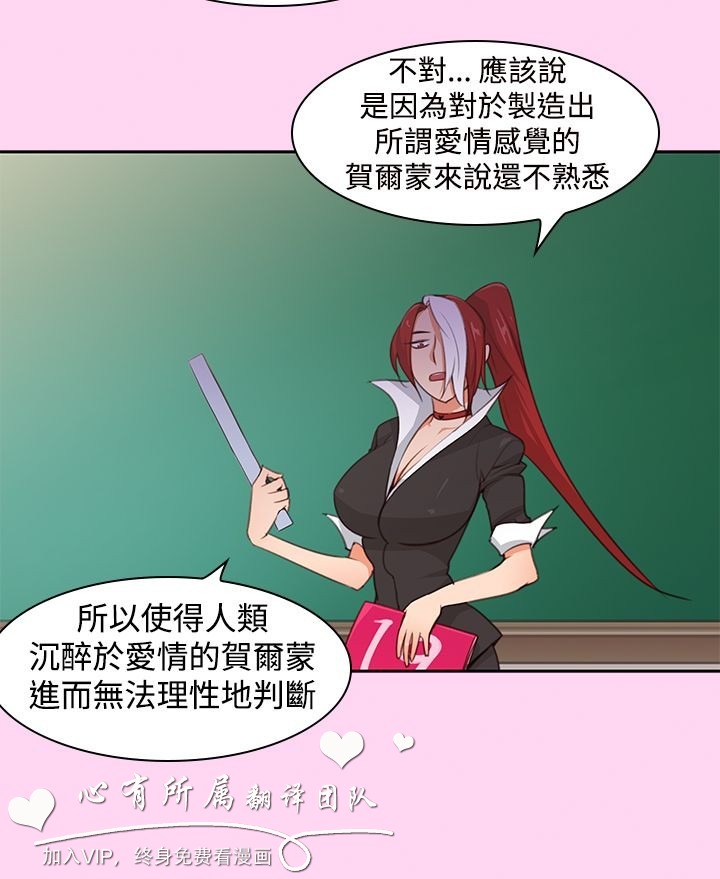 不對... 應該說
是因為對於製造出
所謂愛情感覺的
賀爾蒙來說還不熟悉
所以使得人類
沉醉於愛情的賀爾蒙
進而無法理性地判斷
19
心有所属翻译团队
加入VIP，终身免费看漫画